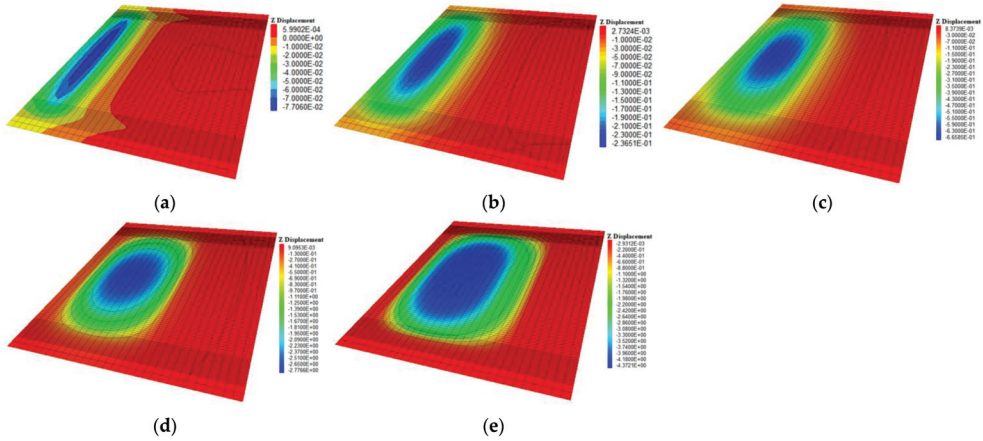 Z Displacement
5.9902E-04
0.0000E+00
-1.0000E-02
-2.0000E-02
-3.0000E-02
-4.0000E-02
-5.0000E-02
-6.0000E-02
-7.0000E-02
-7.7060E-02
(a)
Z Displacement
2.7324E-03
-1.0000E-02
-3.0000E-02
-5.0000E-02
-7.0000E-02
-9.0000E-02
-1.1000E-01
-1.3000E-01
-1.5000E-01
-1.7000E-01
-1.9000E-01
-2.1000E-01
-2.3000E-01
-2.3651E-01
(b)
Z Displacement
8.3739E-03
-3.0000E-02
-7.0000E-02
-1.1000E-01
-1.5000E-01
-1.9000E-01
-2.3000E-01
-2.7000E-01
-3.1000E-01
-3.5000E-01
-3.9000E-01
-4.3000E-01
-4.7000E-01
-5.1000E-01
-5.5000E-01
-5.9000E-01
-6.3000E-01
-6.6585E-01
(c)
Z Displacement
9.0953E-03
-1.3000E-01
-2.7000E-01
-4.1000E-01
-5.5000E-01
-6.9000E-01
-8.3000E-01
-9.7000E-01
-1.1100E+00
-1.2500E+00
-1.3900E+00
-1.5300E+00
-1.6700E+00
-1.8100E+00
-1.9500E+00
-2.0900E+00
-2.2300E+00
-2.3700E+00
-2.5100E+00
-2.6500E+00
-2.7766E+00
(d)
Z Displacement
-2.9312E-03
-2.2000E-01
-4.4000E-01
-6.6000E-01
-8.8000E-01
-1.1000E+00
-1.3200E+00
-1.5400E+00
-1.7600E+00
-1.9800E+00
-2.2000E+00
-2.4200E+00
-2.6400E+00
-2.8600E+00
-3.0800E+00
-3.3000E+00
-3.5200E+00
-3.7400E+00
-3.9600E+00
-4.1800E+00
-4.3721E+00
(e)